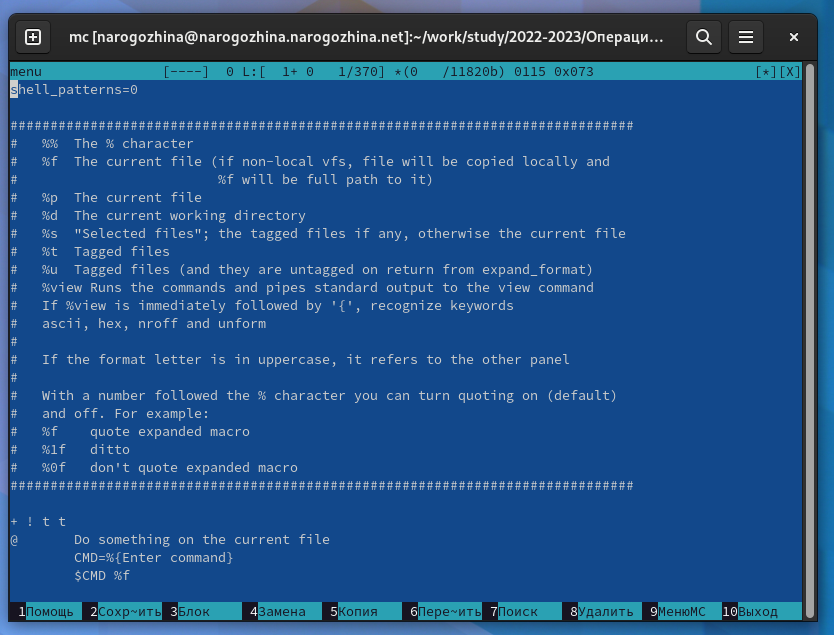 mc [narogozhina@narogozhina.narogozhina.net]:~/work/study/2022-2023/Операци...
menu               [----]  0 L:[  1+ 0   1/370] *(0   /11820b) 0115 0x073                    [*][X]
shell_patterns=0
##############################################################################
#   %%  The % character
#   %f  The current file (if non-local vfs, file will be copied locally and
#                         %f will be full path to it)
#   %p  The current file
#   %d  The current working directory
#   %s  "Selected files"; the tagged files if any, otherwise the current file
#   %t  Tagged files
#   %u  Tagged files (and they are untagged on return from expand_format)
#   %view Runs the commands and pipes standard output to the view command
#   If %view is immediately followed by '{', recognize keywords
#   ascii, hex, nroff and unform
#
#   If the format letter is in uppercase, it refers to the other panel
#
#   With a number followed the % character you can turn quoting on (default)
#   and off. For example:
#   %f    quote expanded macro
#   %1f   ditto
#   %0f   don't quote expanded macro
##############################################################################
+ ! t t
@       Do something on the current file
        CMD=%{Enter command}
        $CMD %f
1Помощь  2Сохр~ить 3Блок    4Замена  5Копия   6Пере~ить 7Поиск   8Удалить  9МенюMC 10Выход